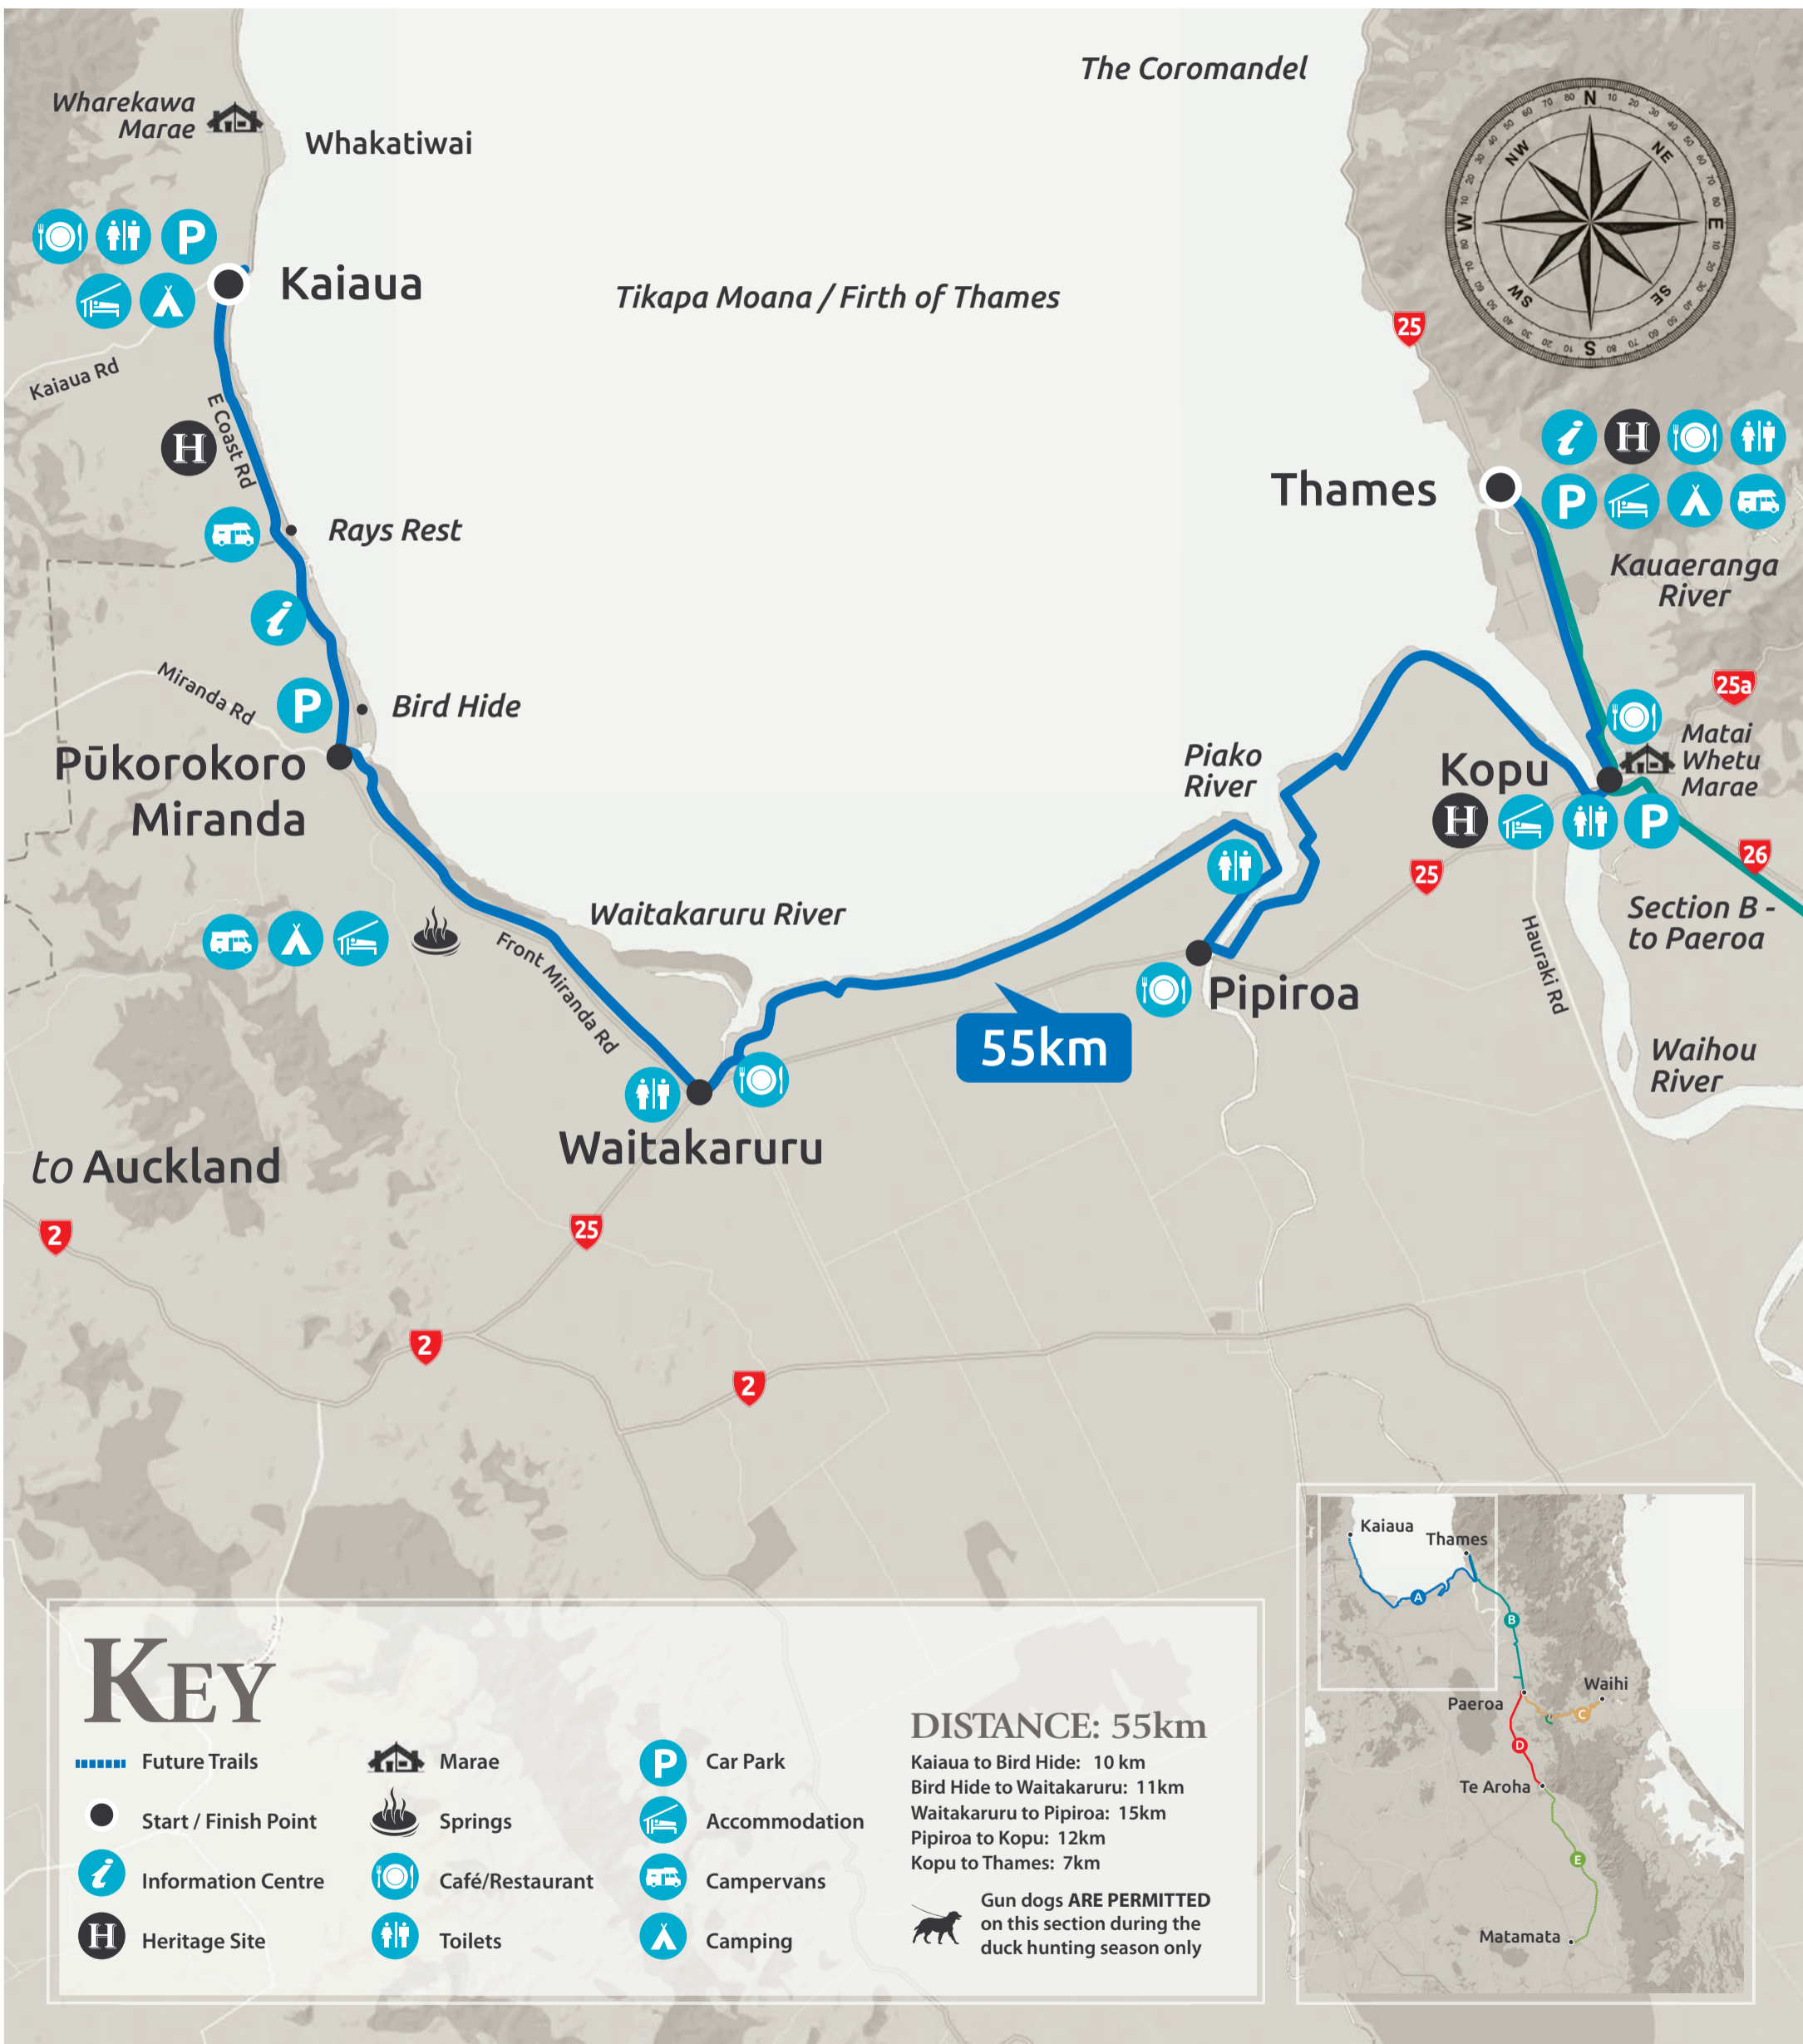 The Coromandel
Wharekawa
Marae
Whakatiwai
Kaiaua
Tikapa Moana / Firth of Thames
Kaiaua Rd
E Coast Rd
H
P
25
N
NE
E
SE
S
SW
W
NW
Thames
i
H
P
Kauaeranga
River
Rays Rest
i
Miranda Rd
P
Bird Hide
Pūkorokoro
Miranda
25a
Matai
Whetu
Marae
Kopu
H
P
Piako
River
25
26
Section B -
to Paeroa
Hauraki Rd
Waihou
River
Waitakaruru River
Front Miranda Rd
Pipiroa
55km
Waitakaruru
to Auckland
2
25
2
2
KEY
Future Trails
Start / Finish Point
i Information Centre
H Heritage Site
Marae
Springs
Café/Restaurant
Toilets
P Car Park
Accommodation
Campervans
Camping
DISTANCE: 55km
Kaiaua to Bird Hide: 10 km
Bird Hide to Waitakaruru: 11km
Waitakaruru to Pipiroa: 15km
Pipiroa to Kopu: 12km
Kopu to Thames: 7km
Gun dogs ARE PERMITTED
on this section during the
duck hunting season only
Kaiaua
Thames
A
B
Paeroa
Waihi
C
D
Te Aroha
E
Matamata